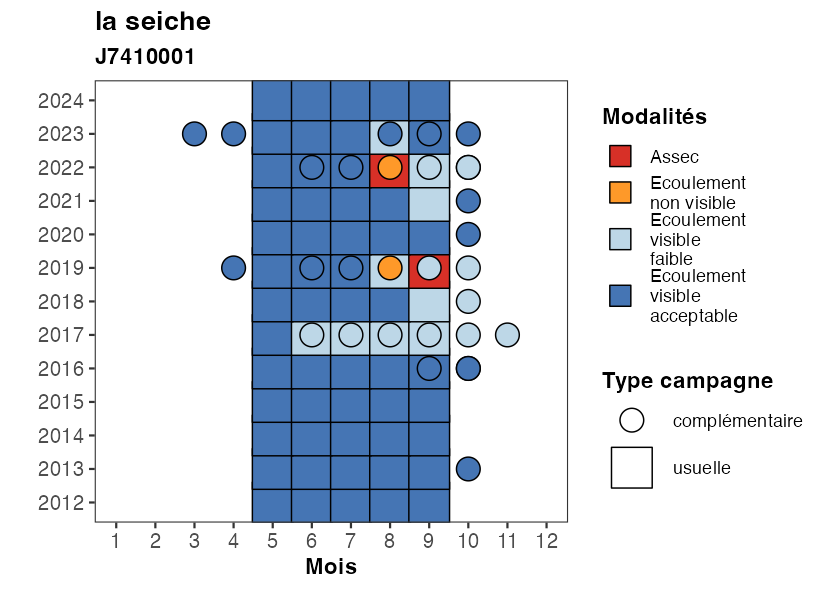 la seiche
J7410001
2024
2023
2022
2021
2020
2019
2018
2017
2016
2015
2014
2013
2012
1 2 3 4 5 6 7 8 9 10 11 12
Mois
Modalités
Assec
Ecoulement
non visible
Ecoulement
visible
faible
Ecoulement
visible
acceptable
Type campagne
complémentaire
usuelle